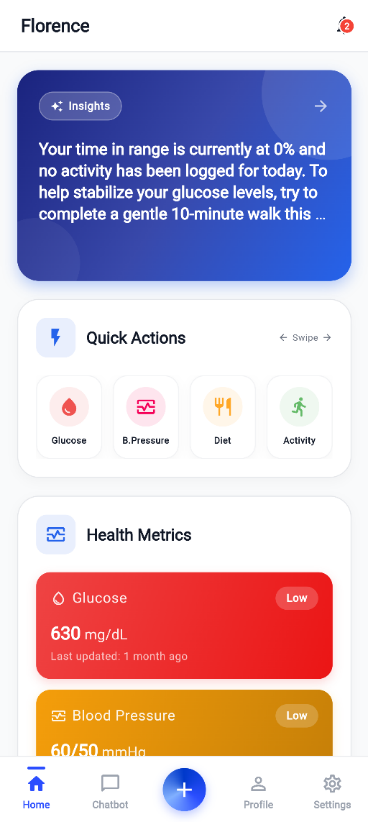 Florence
2
Insights
Your time in range is currently at 0% and
no activity has been logged for today. To
help stabilize your glucose levels, try to
complete a gentle 10-minute walk this ...
Quick Actions
Swipe
Glucose B.Pressure Diet Activity
Health Metrics
Glucose Low
630 mg/dL
Last updated: 1 month ago
Blood Pressure Low
60/50 mmHg
Home Chatbot Profile Settings